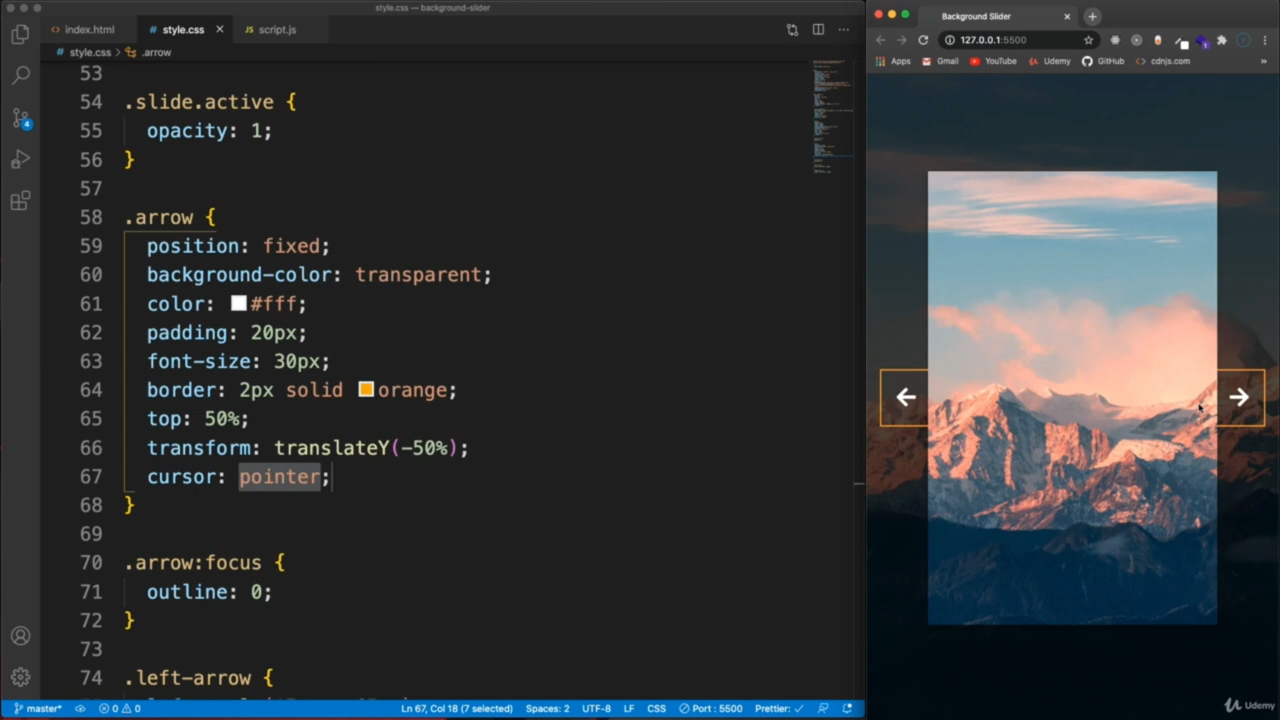 style.css — background-slider
index.html
style.css
script.js
style.css > .arrow
53
54 .slide.active {
55 opacity: 1;
56 }
57
58 .arrow {
59 position: fixed;
60 background-color: transparent;
61 color: #fff;
62 padding: 20px;
63 font-size: 30px;
64 border: 2px solid orange;
65 top: 50%;
66 transform: translateY(-50%);
67 cursor: pointer;
68 }
69
70 .arrow:focus {
71 outline: 0;
72 }
73
74 .left-arrow {
4
master*
0 0
Ln 67, Col 18 (7 selected)
Spaces: 2
UTF-8
LF
CSS
Port : 5500
Prettier: ✓
Background Slider
127.0.0.1:5500
Apps
Gmail
YouTube
Udemy
GitHub
cdnjs.com
»
Udemy